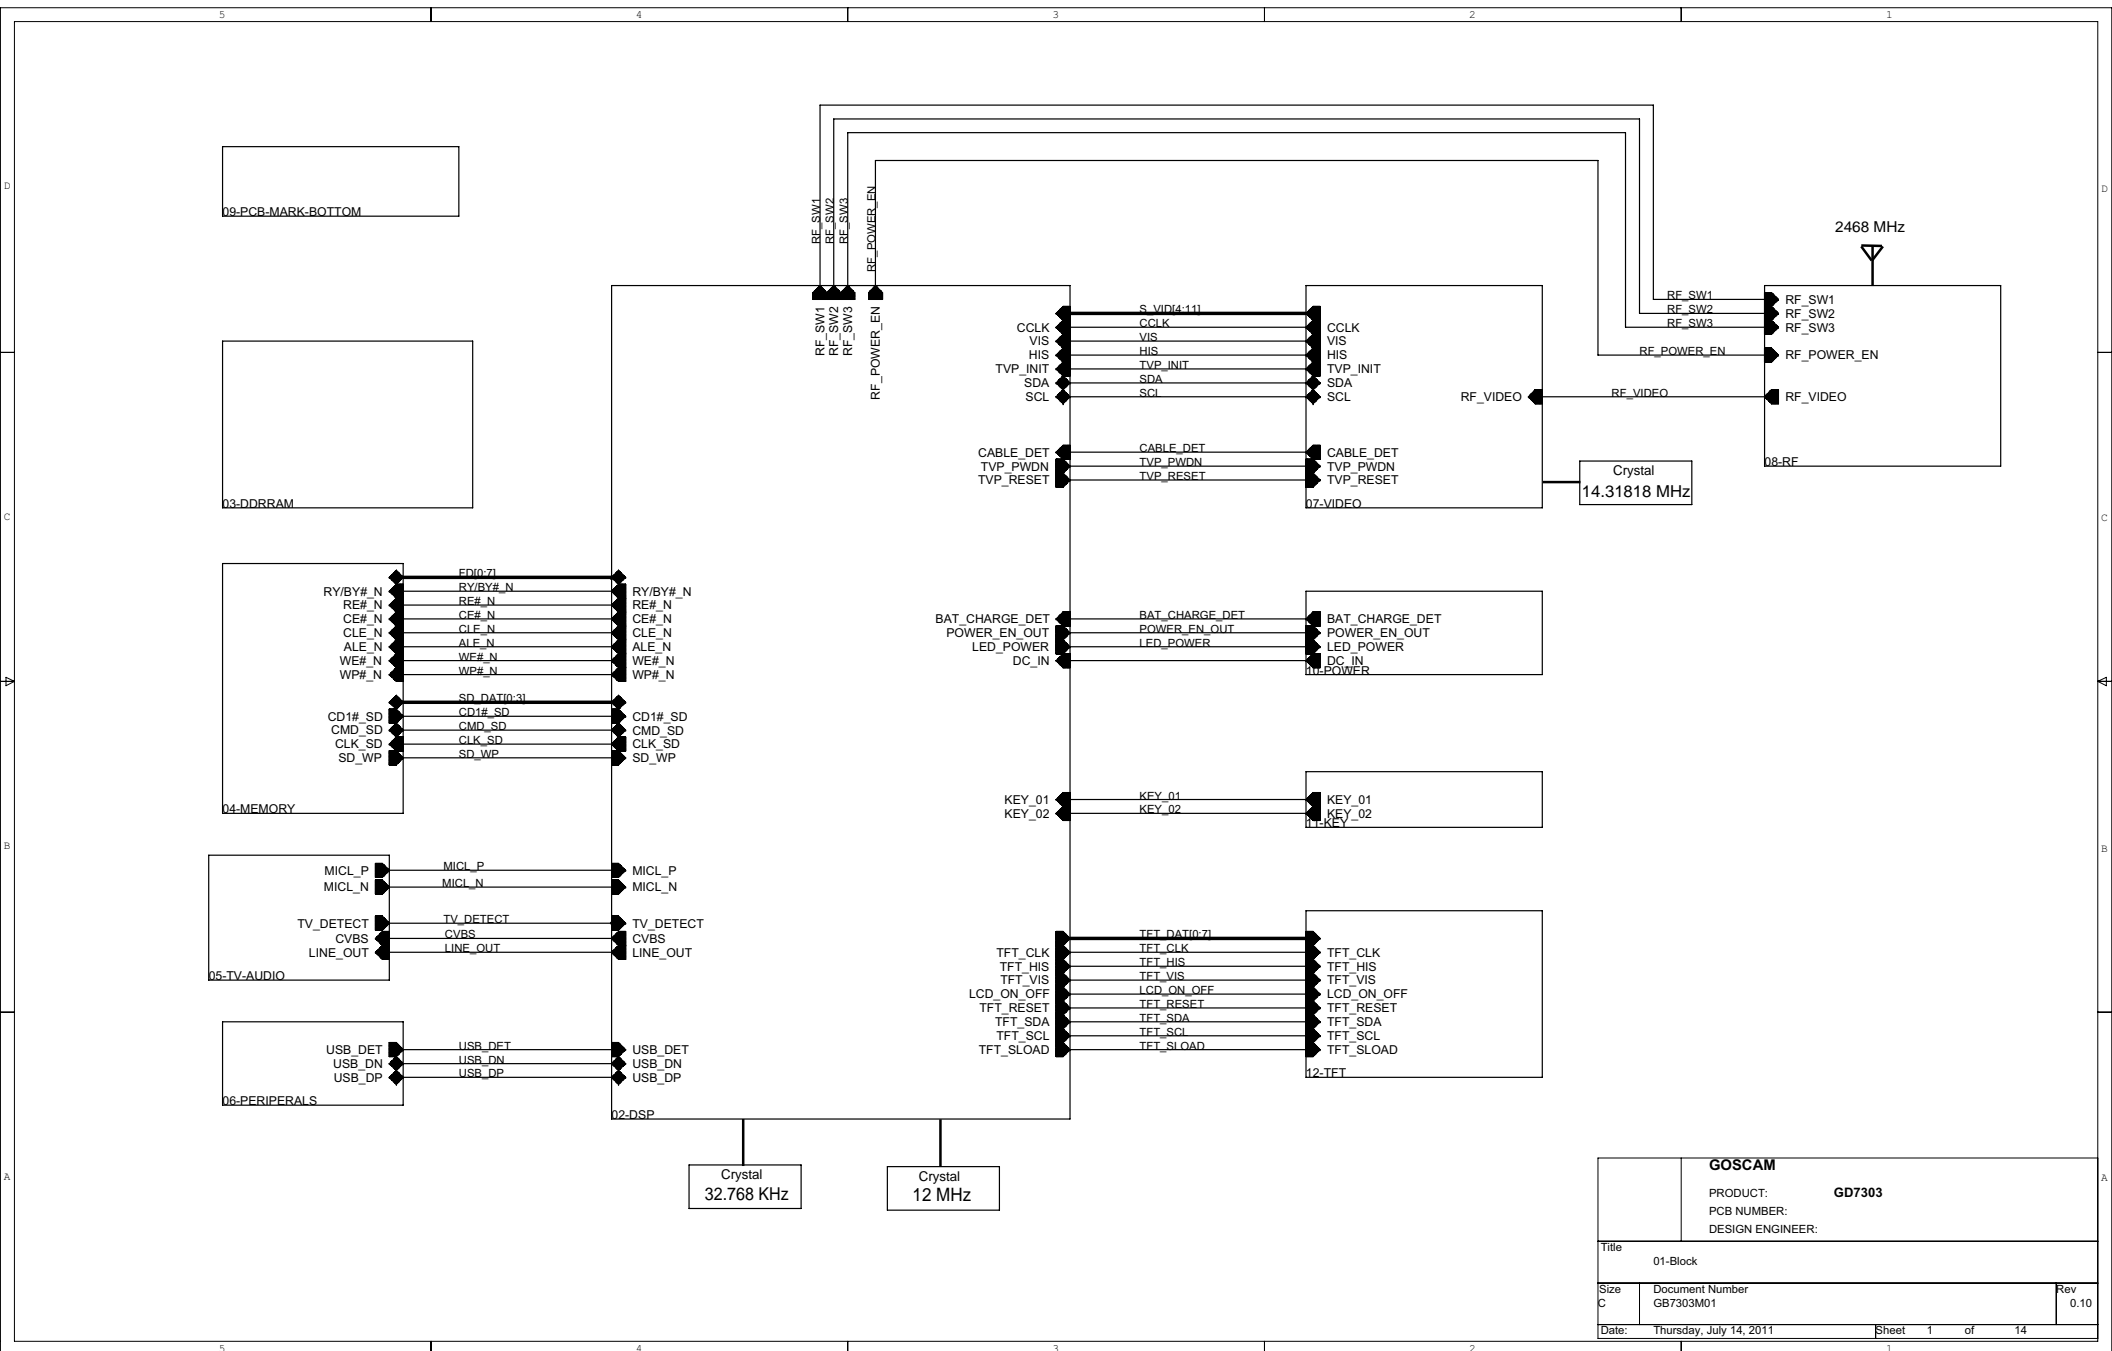 5 4 3 2 1
D
D
C
C
B
B
A
A
09-PCB-MARK-BOTTOM
03-DDRRAM
RF_SW1
RF_SW2
RF_SW3
RF_POWER_EN
RF_SW1
RF_SW2
RF_SW3
RF_POWER_EN
2468 MHz
RF_SW1 RF_SW1
RF_SW2 RF_SW2
RF_SW3 RF_SW3
RF_POWER_EN RF_POWER_EN
RF_VIDEO RF_VIDEO RF_VIDEO
08-RF
S_VID[4:11]
CCLK CCLK CCLK
VIS VIS VIS
HIS HIS HIS
TVP_INIT TVP_INIT TVP_INIT
SDA SDA SDA
SCL SCL SCL
CABLE_DET CABLE_DET CABLE_DET
TVP_PWDN TVP_PWDN TVP_PWDN
TVP_RESET TVP_RESET TVP_RESET
07-VIDEO
Crystal
14.31818 MHz
FD[0:7]
RY/BY#_N RY/BY#_N RY/BY#_N
RE#_N RE#_N RE#_N
CE#_N CE#_N CE#_N
CLE_N CLE_N CLE_N
ALE_N ALE_N ALE_N
WE#_N WE#_N WE#_N
WP#_N WP#_N WP#_N
SD_DAT[0:3]
CD1#_SD CD1#_SD CD1#_SD
CMD_SD CMD_SD CMD_SD
CLK_SD CLK_SD CLK_SD
SD_WP SD_WP SD_WP
04-MEMORY
BAT_CHARGE_DET BAT_CHARGE_DET BAT_CHARGE_DET
POWER_EN_OUT POWER_EN_OUT POWER_EN_OUT
LED_POWER LED_POWER LED_POWER
DC_IN DC_IN
10-POWER
KEY_01 KEY_01 KEY_01
KEY_02 KEY_02 KEY_02
11-KEY
MICL_P MICL_P MICL_P
MICL_N MICL_N MICL_N
TV_DETECT TV_DETECT TV_DETECT
CVBS CVBS CVBS
LINE_OUT LINE_OUT LINE_OUT
05-TV-AUDIO
TFT_DAT[0:7]
TFT_CLK TFT_CLK TFT_CLK
TFT_HIS TFT_HIS TFT_HIS
TFT_VIS TFT_VIS TFT_VIS
LCD_ON_OFF LCD_ON_OFF LCD_ON_OFF
TFT_RESET TFT_RESET TFT_RESET
TFT_SDA TFT_SDA TFT_SDA
TFT_SCL TFT_SCL TFT_SCL
TFT_SLOAD TFT_SLOAD TFT_SLOAD
12-TFT
USB_DET USB_DET USB_DET
USB_DN USB_DN USB_DN
USB_DP USB_DP USB_DP
06-PERIPERALS
02-DSP
Crystal
32.768 KHz
Crystal
12 MHz
GOSCAM
PRODUCT: GD7303
PCB NUMBER:
DESIGN ENGINEER:
Title
01-Block
Size Document Number Rev
C GB7303M01 0.10
Date: Thursday, July 14, 2011 Sheet 1 of 14
5 4 3 2 1